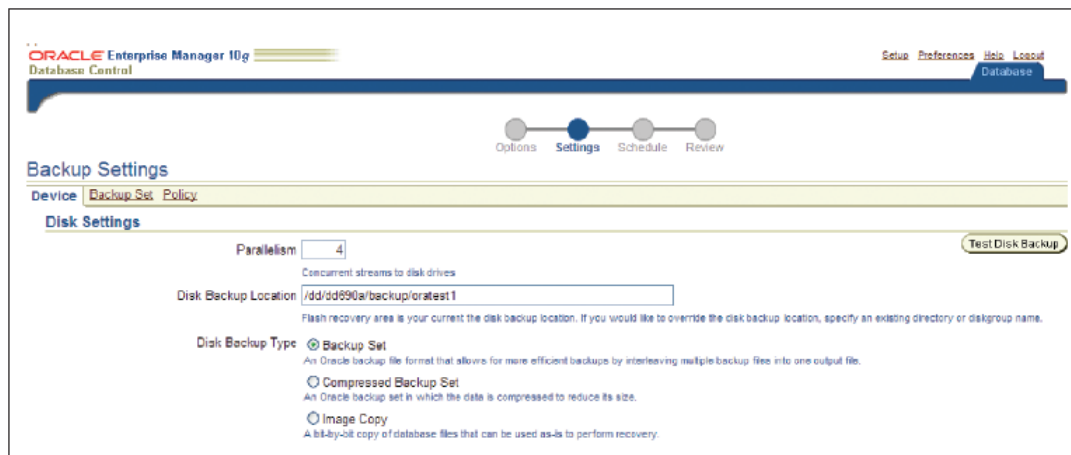 ORACLE Enterprise Manager 10g
Database Control
Setup Preferences Help Logout
Database
Options Settings Schedule Review
Backup Settings
Device Backup Set Policy
Disk Settings
Test Disk Backup
Parallelism 4
Concurrent streams to disk drives
Disk Backup Location /dd/dd690a/backup/oratest1
Flash recovery area is your current the disk backup location. If you would like to override the disk backup location, specify an existing directory or diskgroup name.
Disk Backup Type Backup Set
An Oracle backup file format that allows for more efficient backups by interleaving multiple backup files into one output file.
Compressed Backup Set
An Oracle backup set in which the data is compressed to reduce its size.
Image Copy
A bit-by-bit copy of database files that can be used as-is to perform recovery.